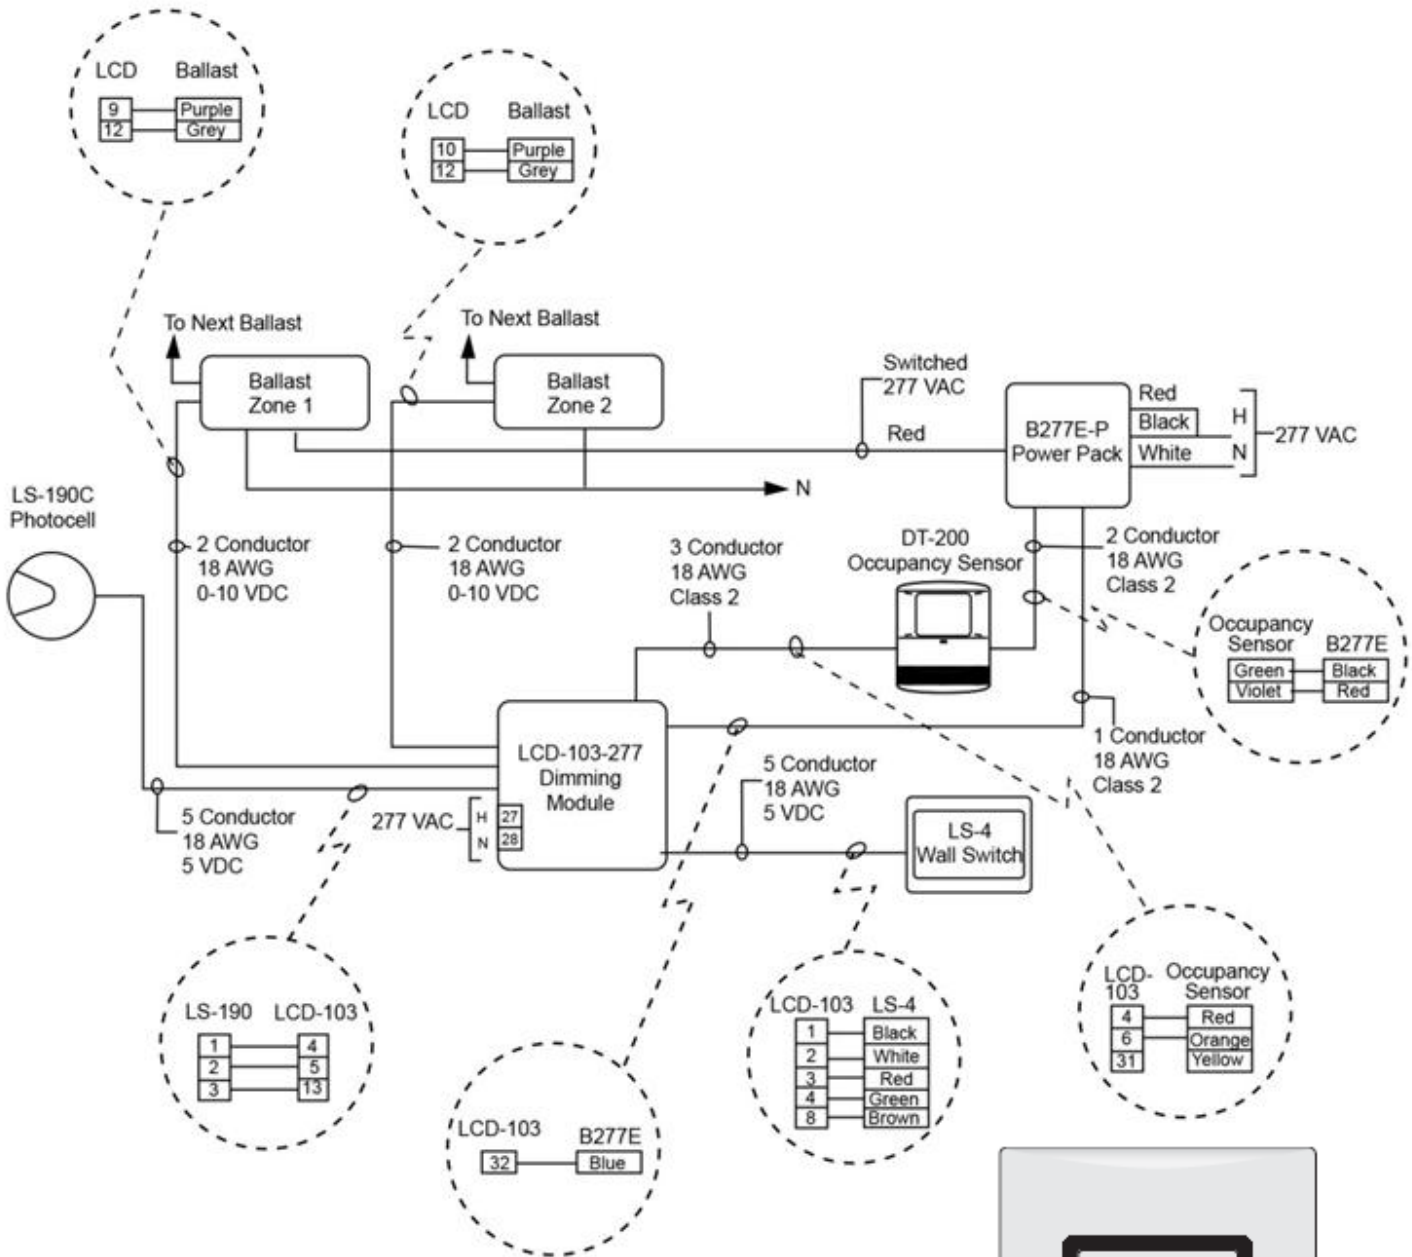 LCD Ballast
9 Purple
12 Grey
LCD Ballast
10 Purple
12 Grey
To Next Ballast
To Next Ballast
Ballast
Zone 1
Ballast
Zone 2
Switched
277 VAC
Red
B277E-P
Power Pack
Red
Black
White
H
N
277 VAC
N
LS-190C
Photocell
2 Conductor
18 AWG
0-10 VDC
2 Conductor
18 AWG
0-10 VDC
3 Conductor
18 AWG
Class 2
DT-200
Occupancy Sensor
2 Conductor
18 AWG
Class 2
Occupancy
Sensor B277E
Green Black
Violet Red
LCD-103-277
Dimming
Module
277 VAC
H 27
N 28
5 Conductor
18 AWG
5 VDC
5 Conductor
18 AWG
5 VDC
1 Conductor
18 AWG
Class 2
LS-4
Wall Switch
LS-190 LCD-103
1 4
2 5
3 13
LCD-103 B277E
32 Blue
LCD-103 LS-4
1 Black
2 White
3 Red
4 Green
8 Brown
LCD-
103
Occupancy
Sensor
4 Red
6 Orange
31 Yellow